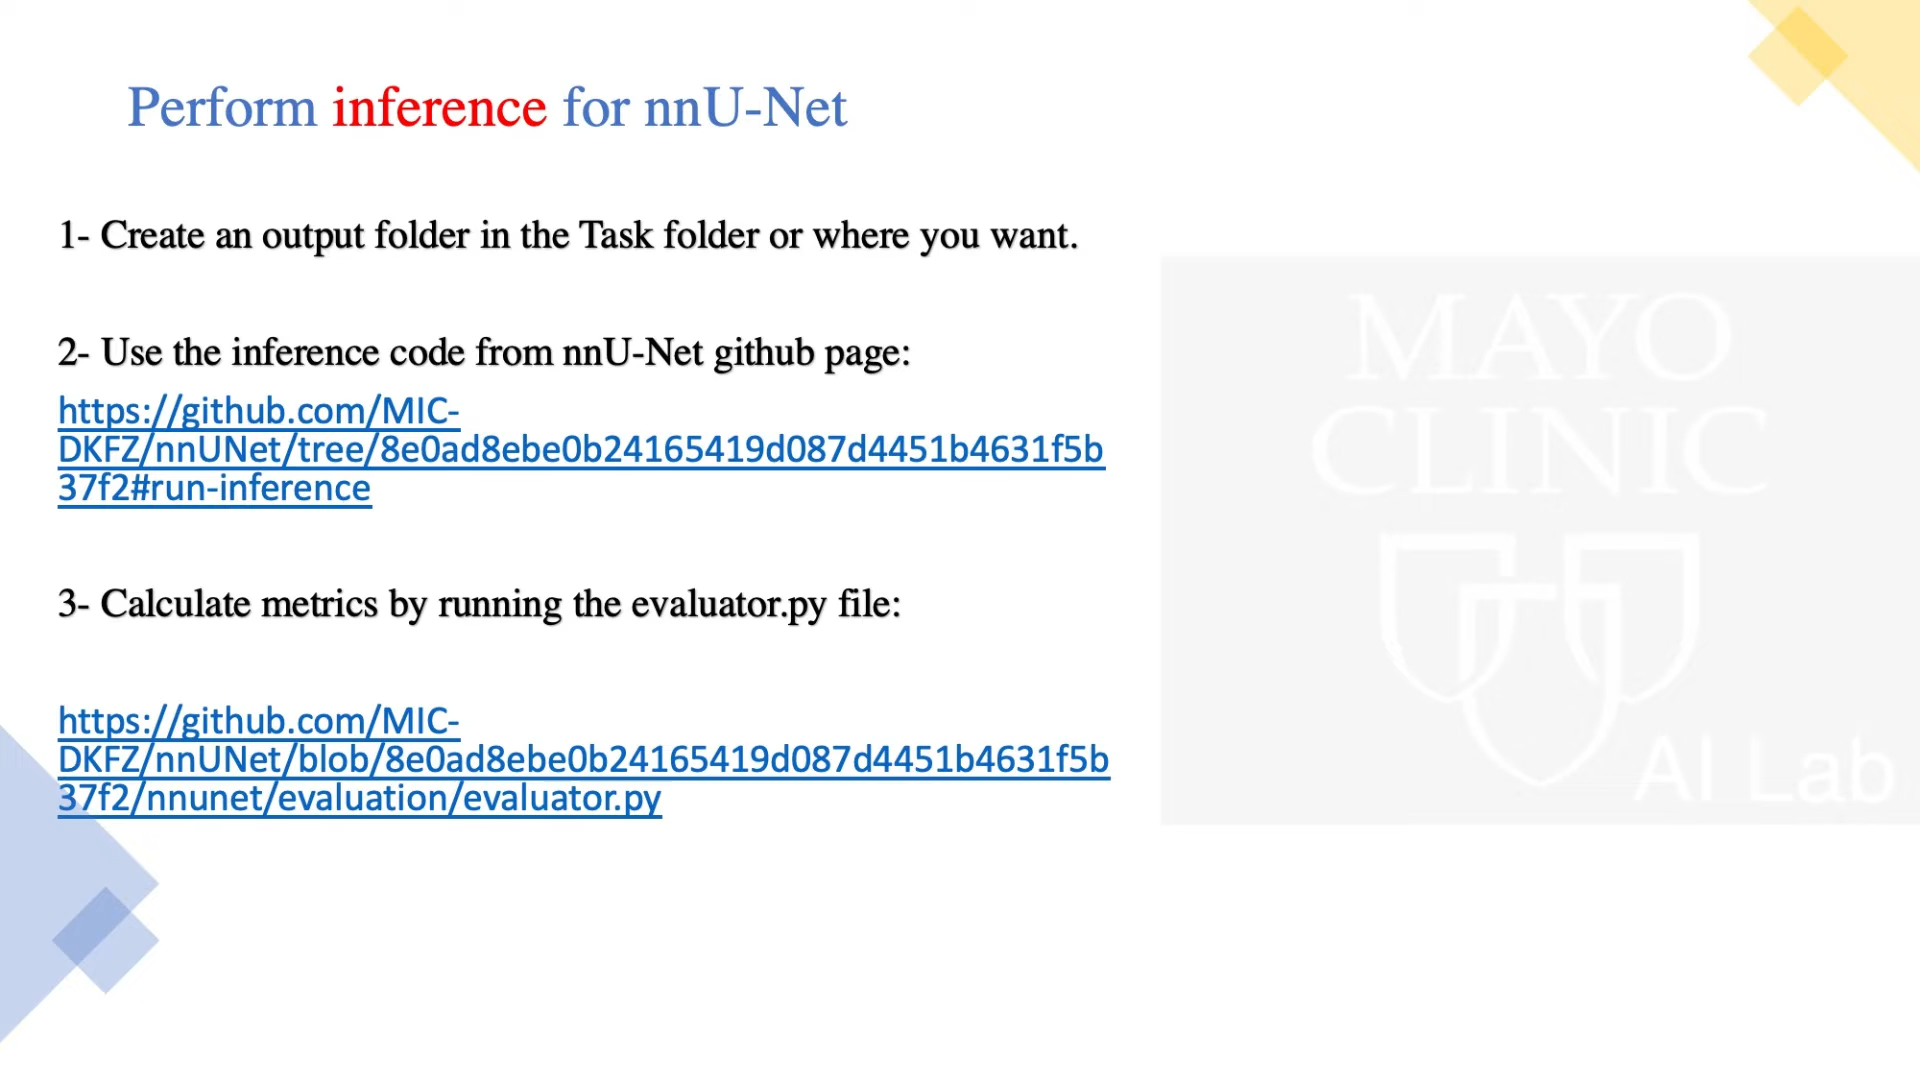 Perform inference for nnU-Net
1- Create an output folder in the Task folder or where you want.
2- Use the inference code from nnU-Net github page:
https://github.com/MIC-
DKFZ/nnUNet/tree/8e0ad8ebe0b24165419d087d4451b4631f5b
37f2#run-inference
3- Calculate metrics by running the evaluator.py file:
https://github.com/MIC-
DKFZ/nnUNet/blob/8e0ad8ebe0b24165419d087d4451b4631f5b
37f2/nnunet/evaluation/evaluator.py
MAYO
CLINIC
AI Lab